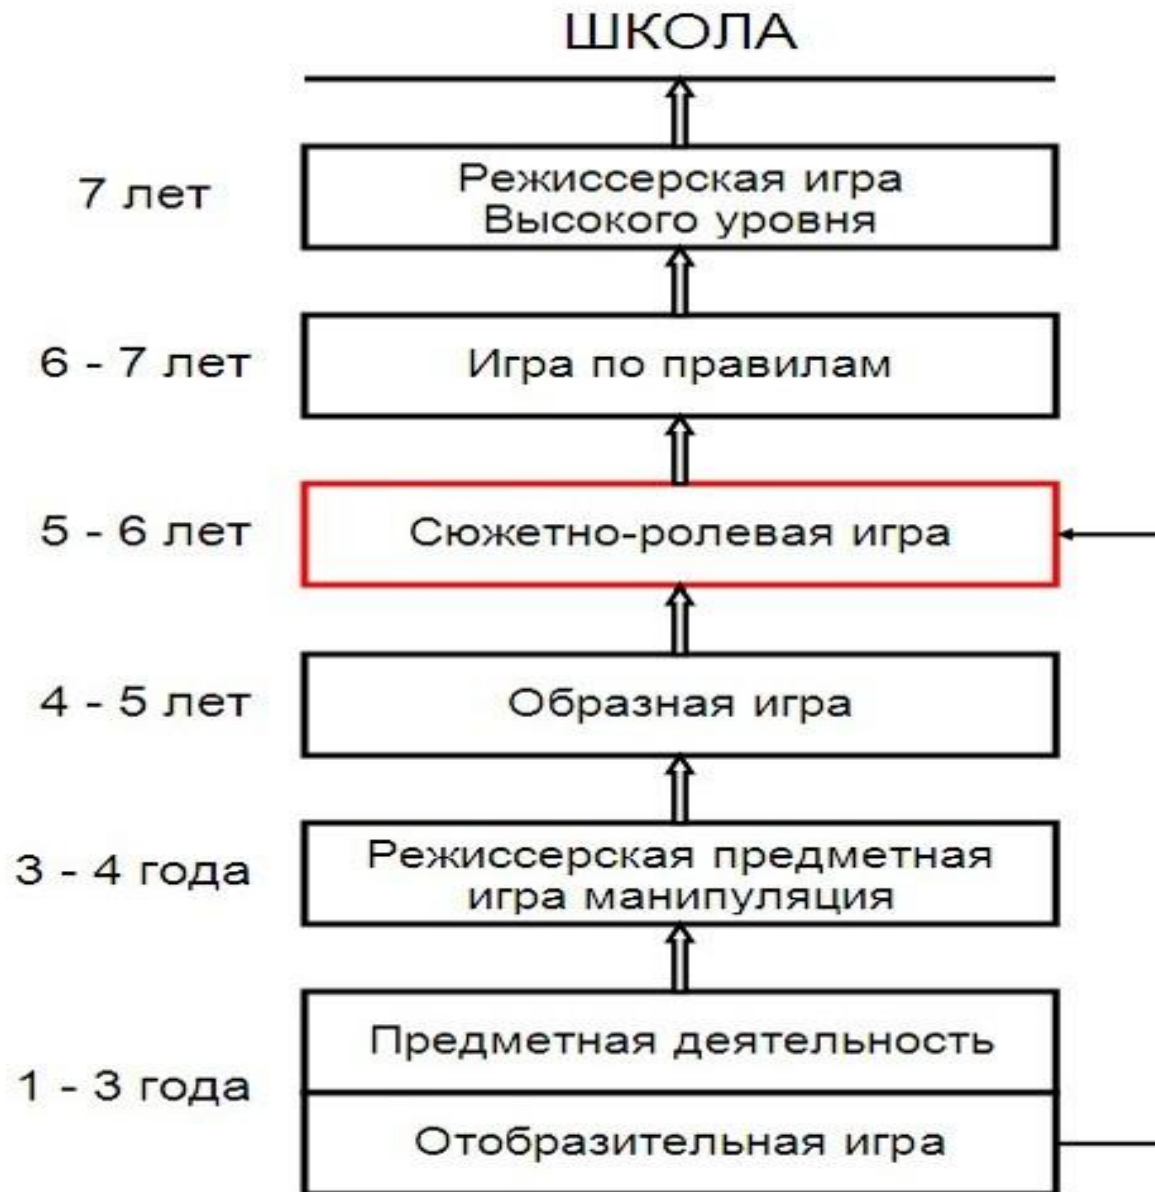 ШКОЛА
7 лет
Режиссерская игра
Высокого уровня
6 - 7 лет
Игра по правилам
5 - 6 лет
Сюжетно-ролевая игра
4 - 5 лет
Образная игра
3 - 4 года
Режиссерская предметная
игра манипуляция
1 - 3 года
Предметная деятельность
Отобразительная игра